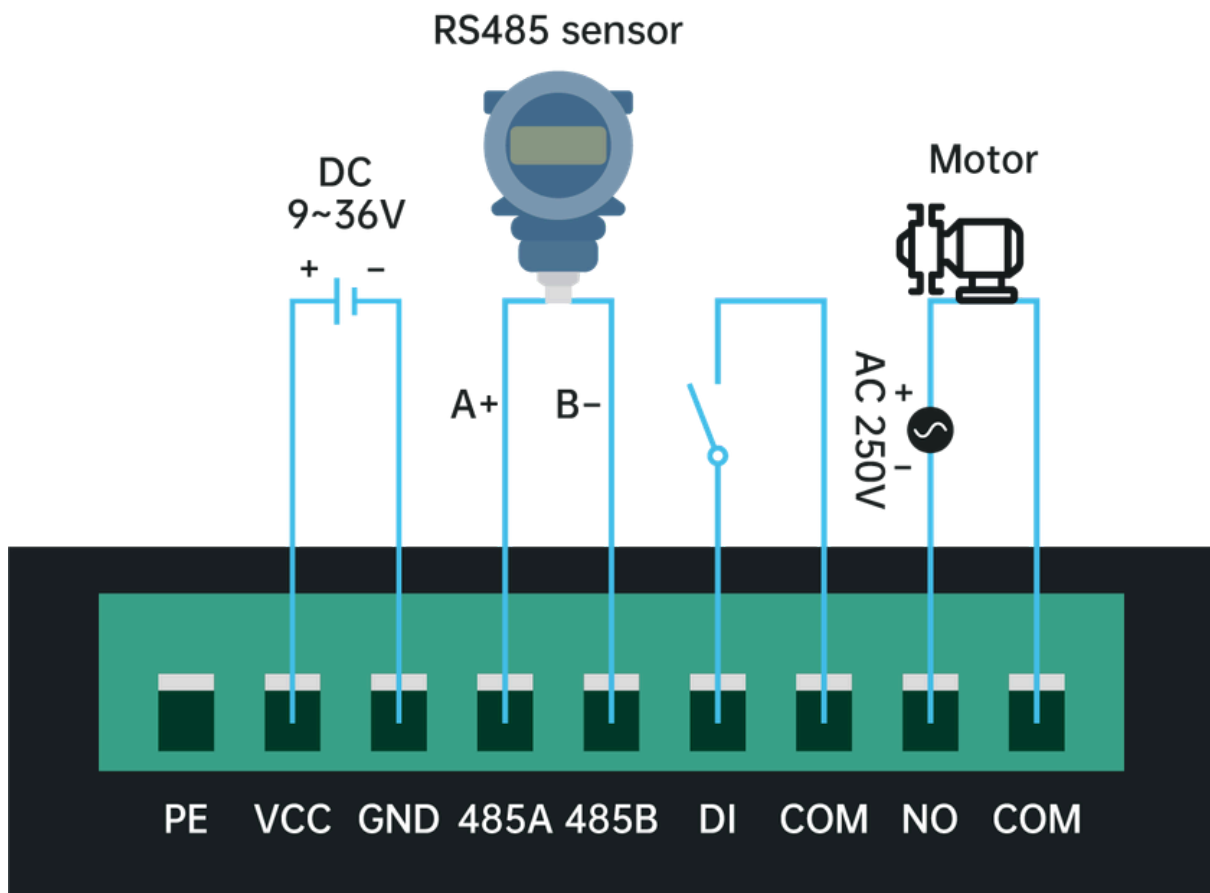 RS485 sensor
DC
9~36V
+ −
Motor
A+
B−
AC 250V
+
−
PE VCC GND 485A 485B DI COM NO COM